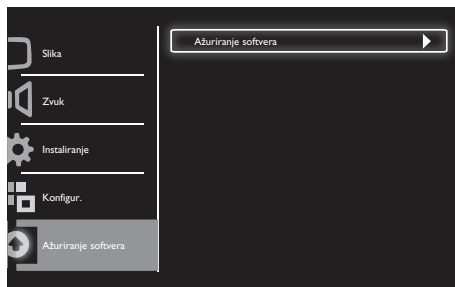 Slika
Zvuk
Instaliranje
Konfigur.
Ažuriranje softvera
Ažuriranje softvera